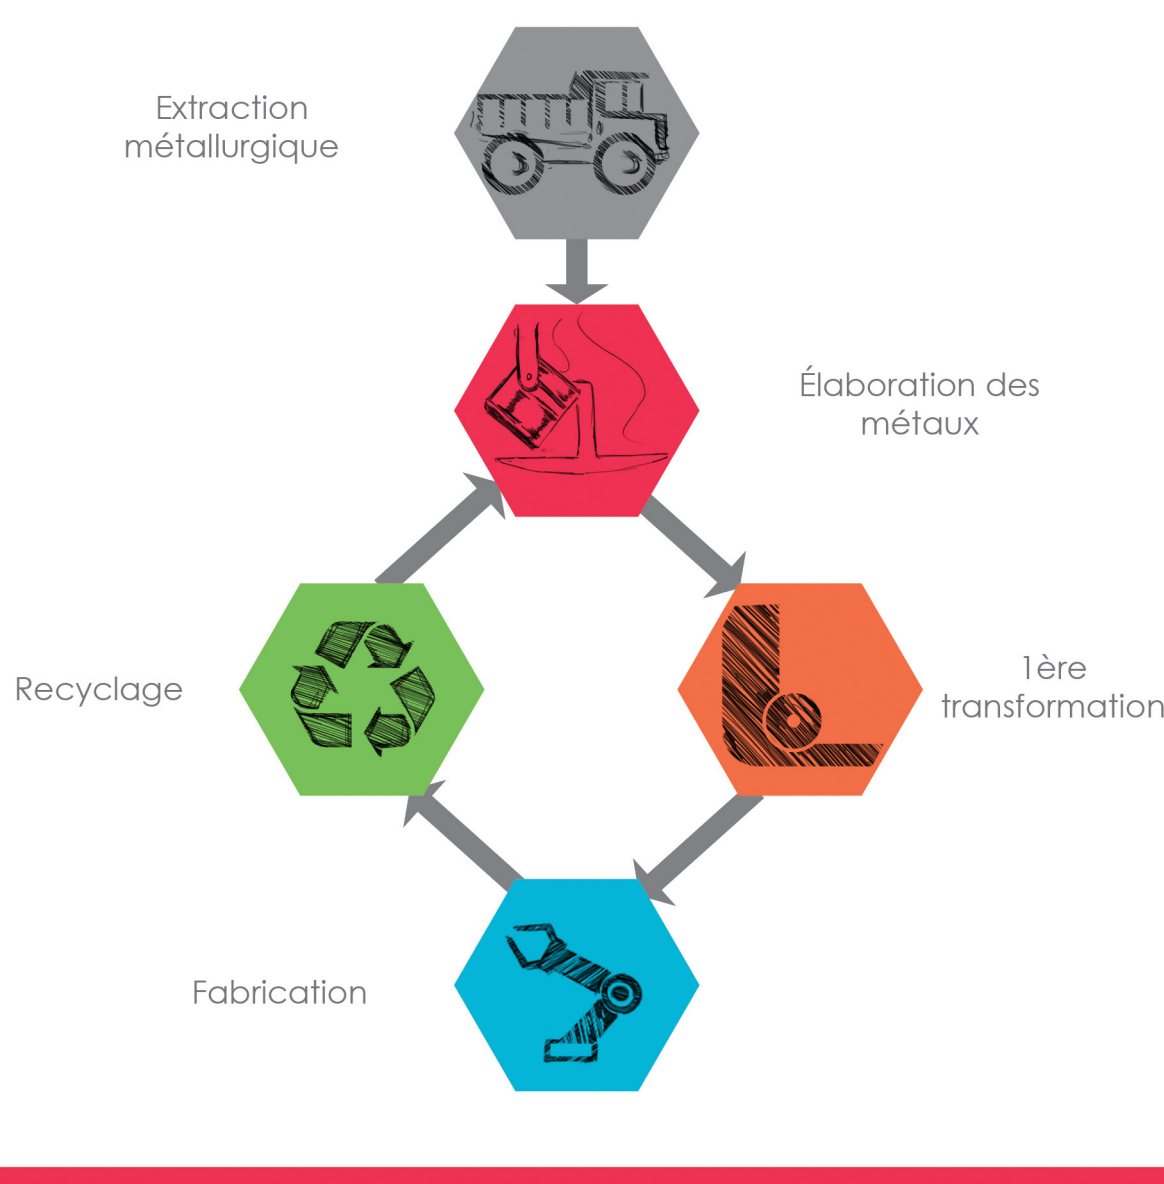 Extraction
métallurgique
Élaboration des
métaux
Recyclage
1ère
transformation
Fabrication